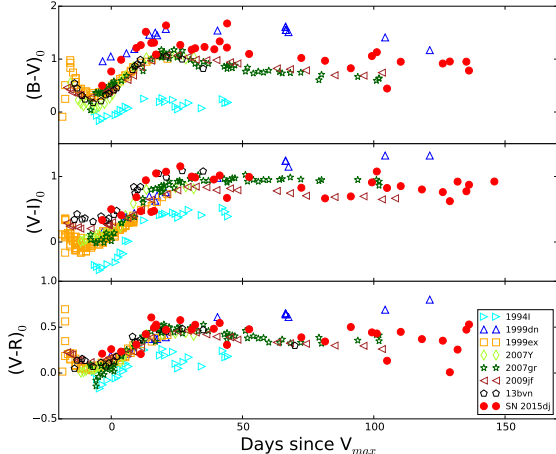 2
1
0
(B-V)₀
1
0
(V-I)₀
1.0
0.5
0.0
−0.5
(V-R)₀
0
50
100
150
Days since Vₘₐₓ
1994I
1999dn
1999ex
2007Y
2007gr
2009jf
13bvn
SN 2015dj